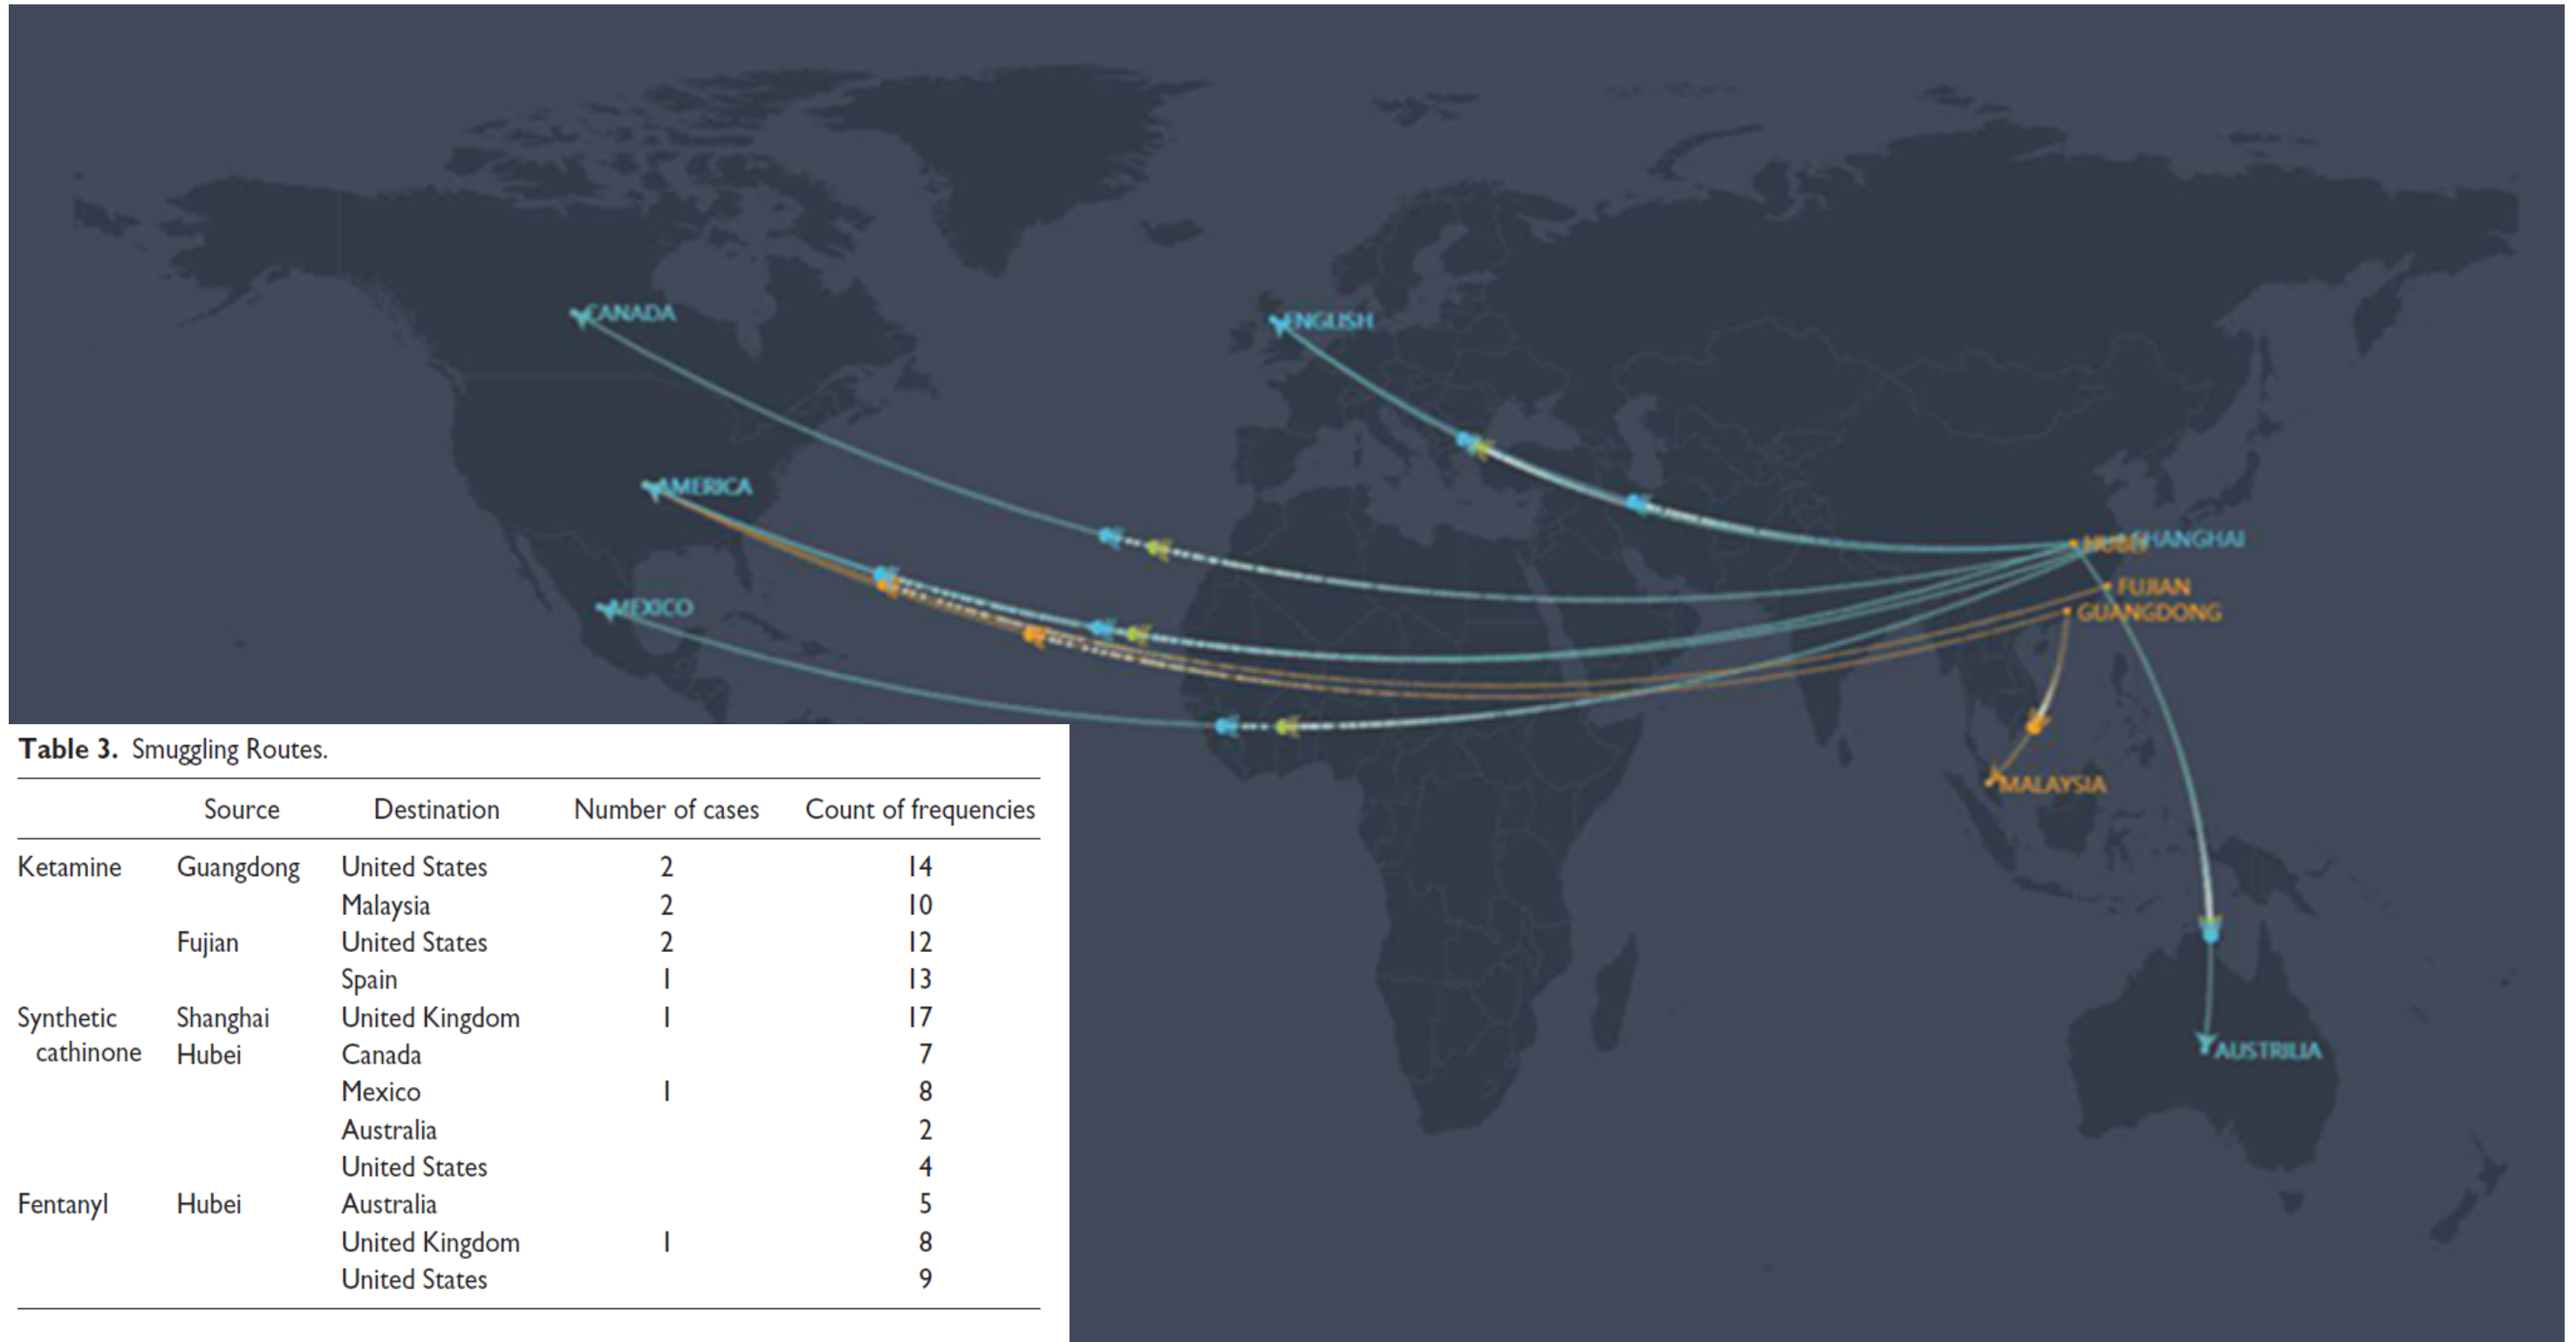 CANADA
ENGLISH
AMERICA
HUBEI
SHANGHAI
FUJIAN
MEXICO
GUANGDONG
MALAYSIA
AUSTRILIA
Table 3. Smuggling Routes.
Source Destination Number of cases Count of frequencies
Ketamine Guangdong United States 2 14
Malaysia 2 10
Fujian United States 2 12
Spain 1 13
Synthetic Shanghai United Kingdom 1 17
cathinone Hubei Canada 7
Mexico 1 8
Australia 2
United States 4
Fentanyl Hubei Australia 5
United Kingdom 1 8
United States 9